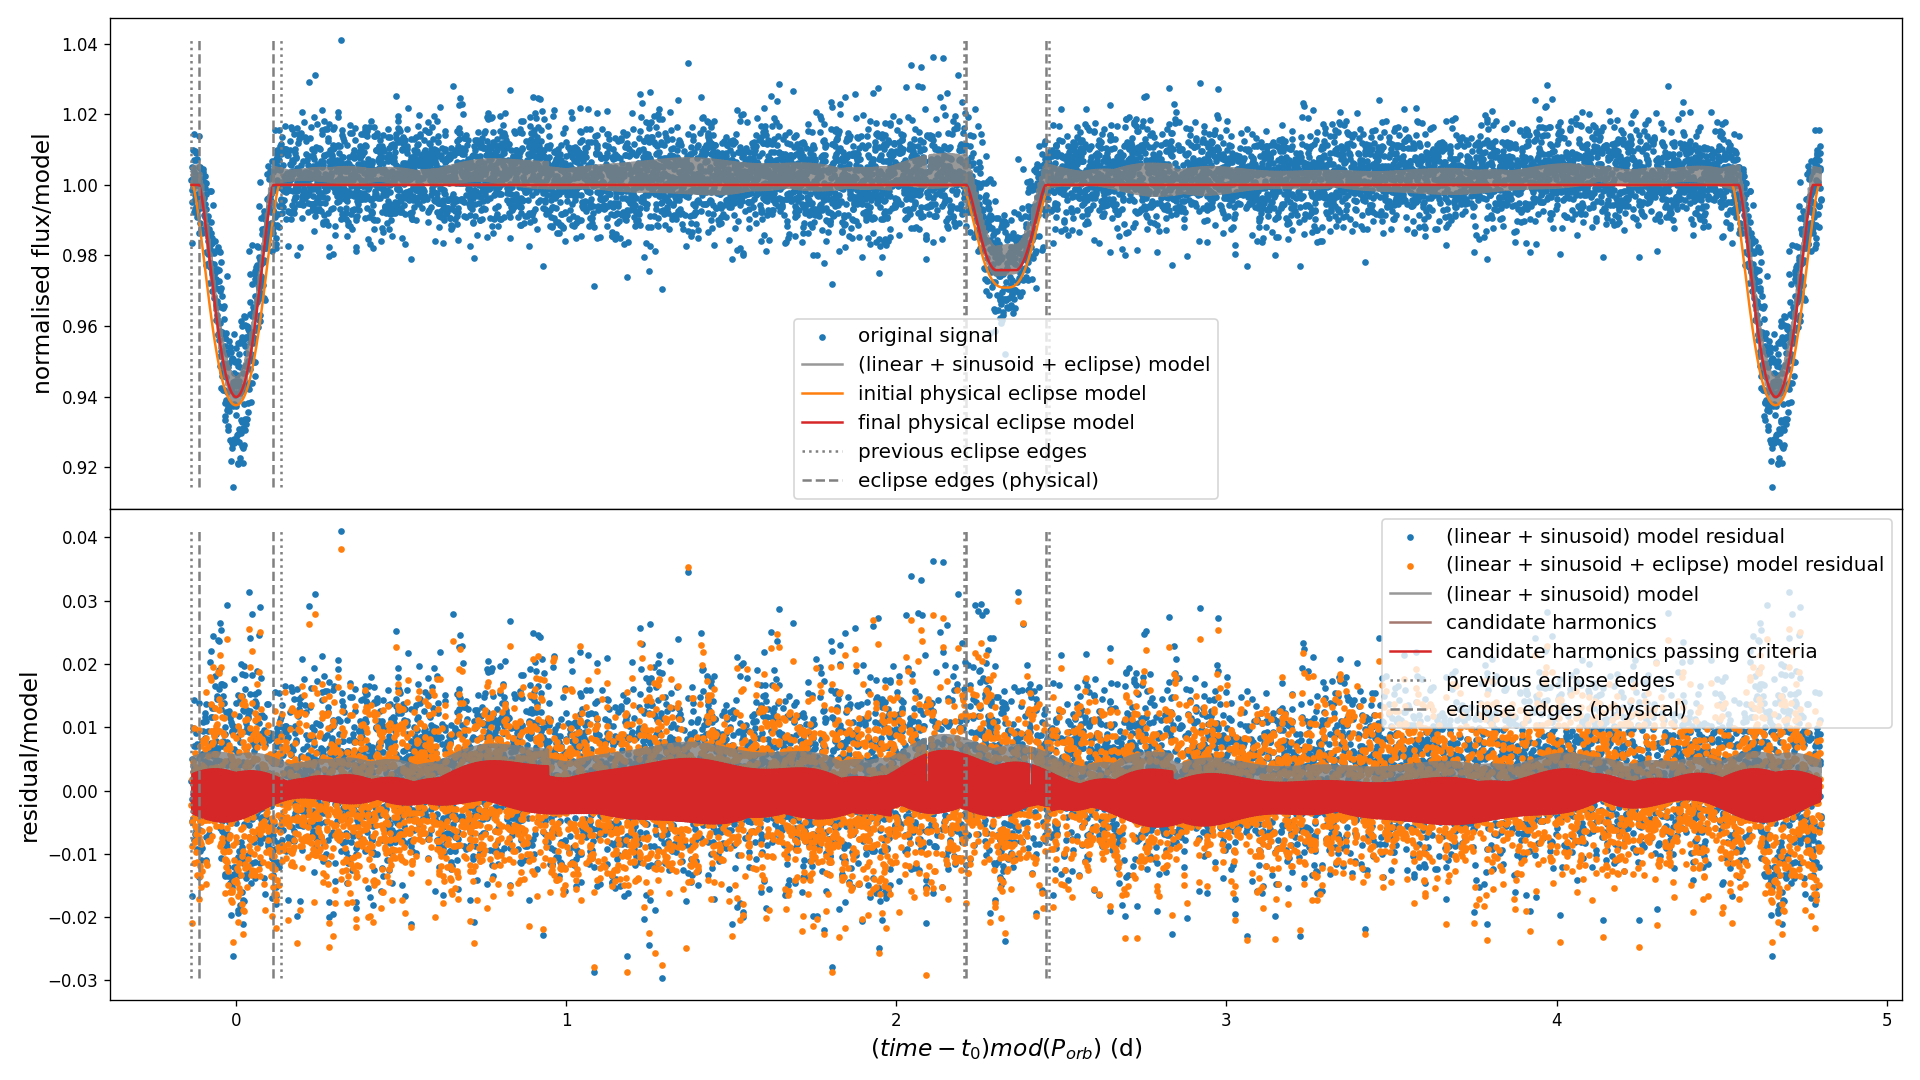 1.04
1.02
1.00
0.98
0.96
0.94
0.92
normalised flux/model
original signal
(linear + sinusoid + eclipse) model
initial physical eclipse model
final physical eclipse model
previous eclipse edges
eclipse edges (physical)
0.04
0.03
0.02
0.01
0.00
−0.01
−0.02
−0.03
residual/model
(linear + sinusoid) model residual
(linear + sinusoid + eclipse) model residual
(linear + sinusoid) model
candidate harmonics
candidate harmonics passing criteria
previous eclipse edges
eclipse edges (physical)
0 1 2 3 4 5
(time − t₀)mod(P_orb) (d)